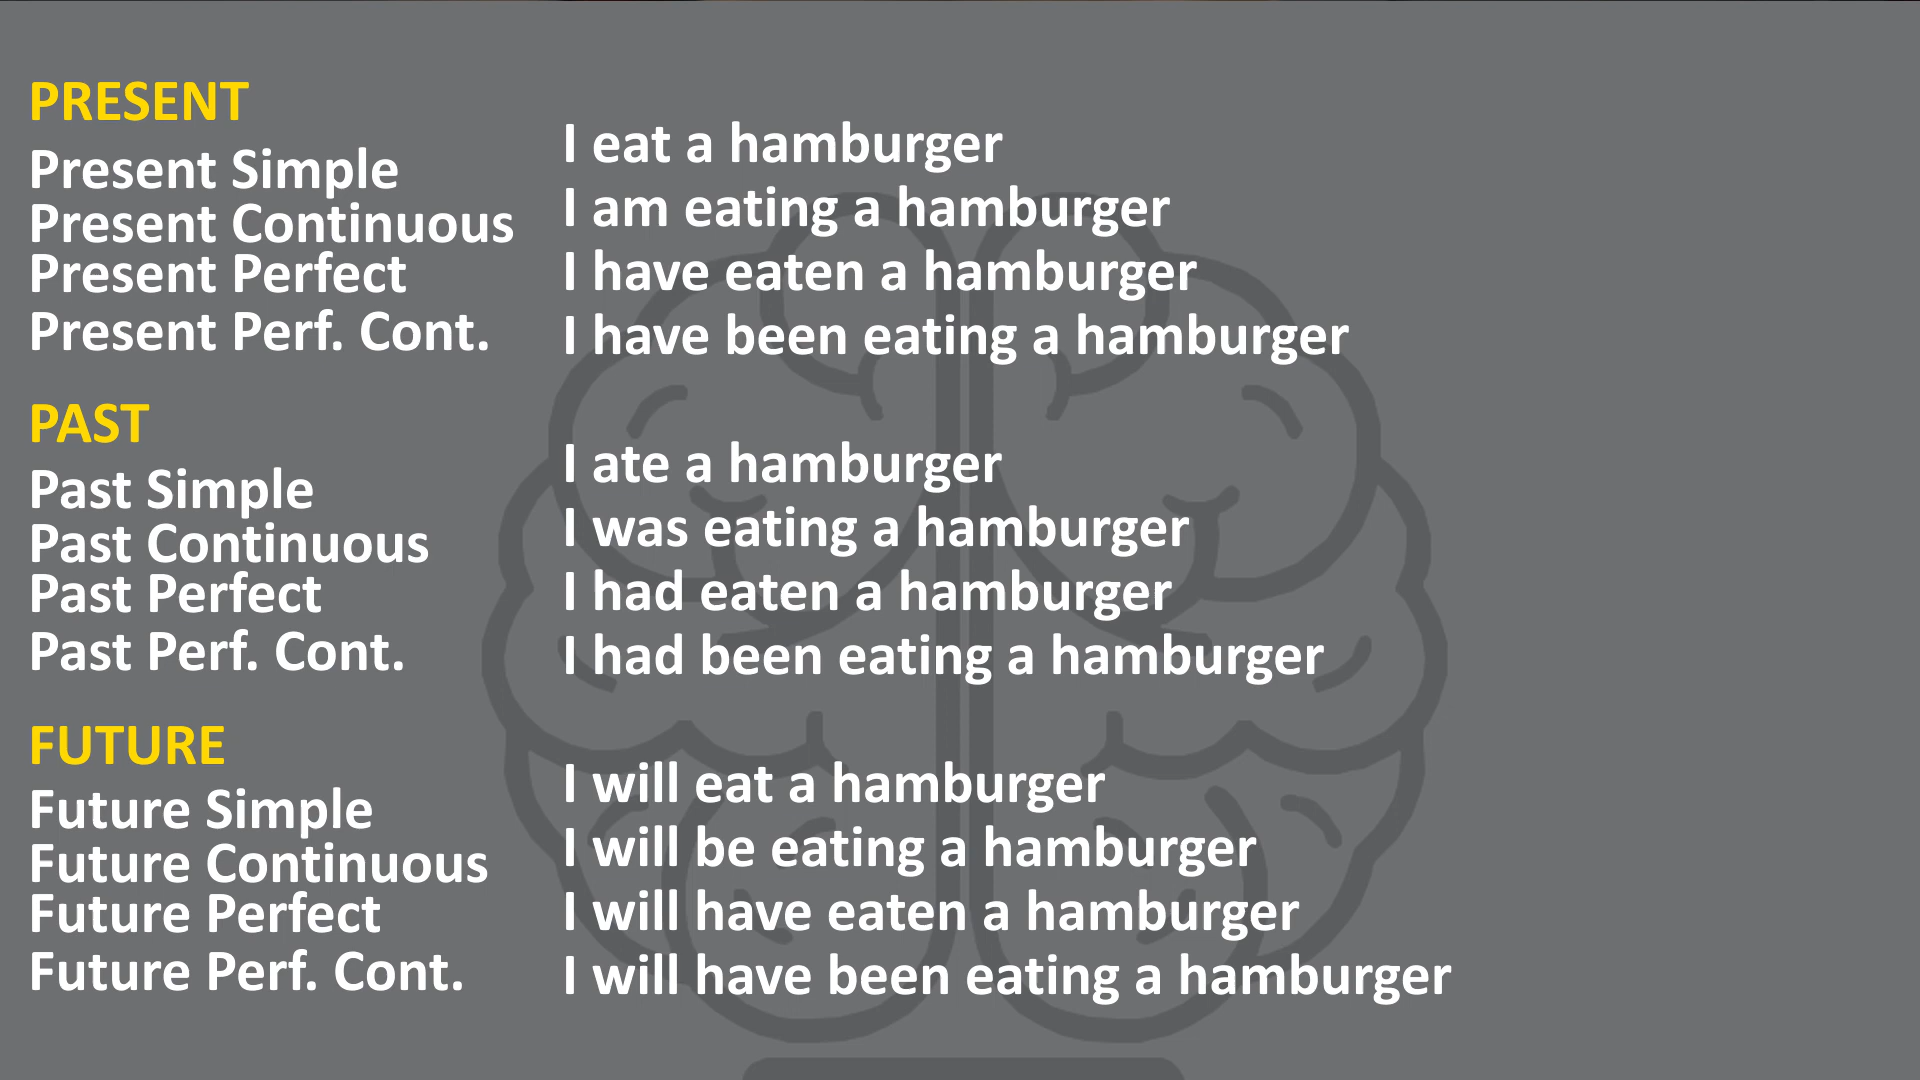 PRESENT
Present Simple I eat a hamburger
Present Continuous I am eating a hamburger
Present Perfect I have eaten a hamburger
Present Perf. Cont. I have been eating a hamburger
PAST
Past Simple I ate a hamburger
Past Continuous I was eating a hamburger
Past Perfect I had eaten a hamburger
Past Perf. Cont. I had been eating a hamburger
FUTURE
Future Simple I will eat a hamburger
Future Continuous I will be eating a hamburger
Future Perfect I will have eaten a hamburger
Future Perf. Cont. I will have been eating a hamburger